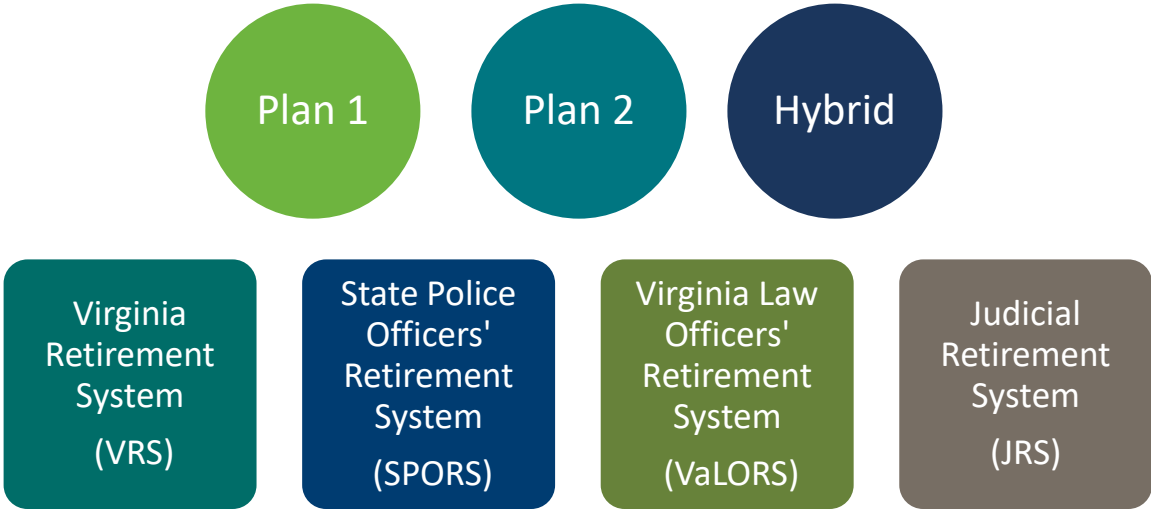 Plan 1
Plan 2
Hybrid
Virginia
Retirement
System
(VRS)
State Police
Officers'
Retirement
System
(SPORS)
Virginia Law
Officers'
Retirement
System
(VaLORS)
Judicial
Retirement
System
(JRS)